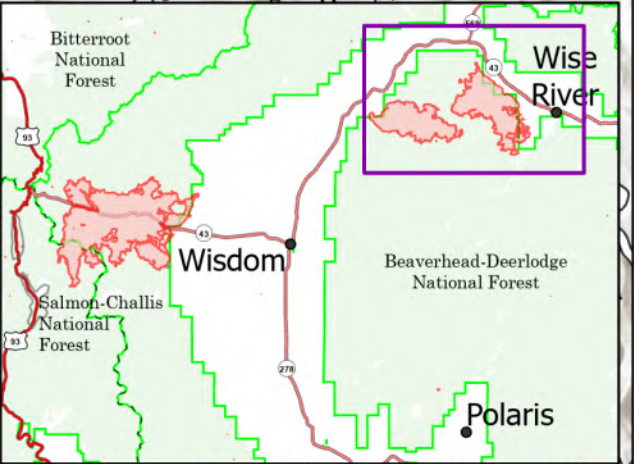 Bitterroot
National
Forest
569
43
Wise
River
93
43
Wisdom
Beaverhead-Deerlodge
National Forest
Salmon-Challis
National
Forest
93
278
Polaris